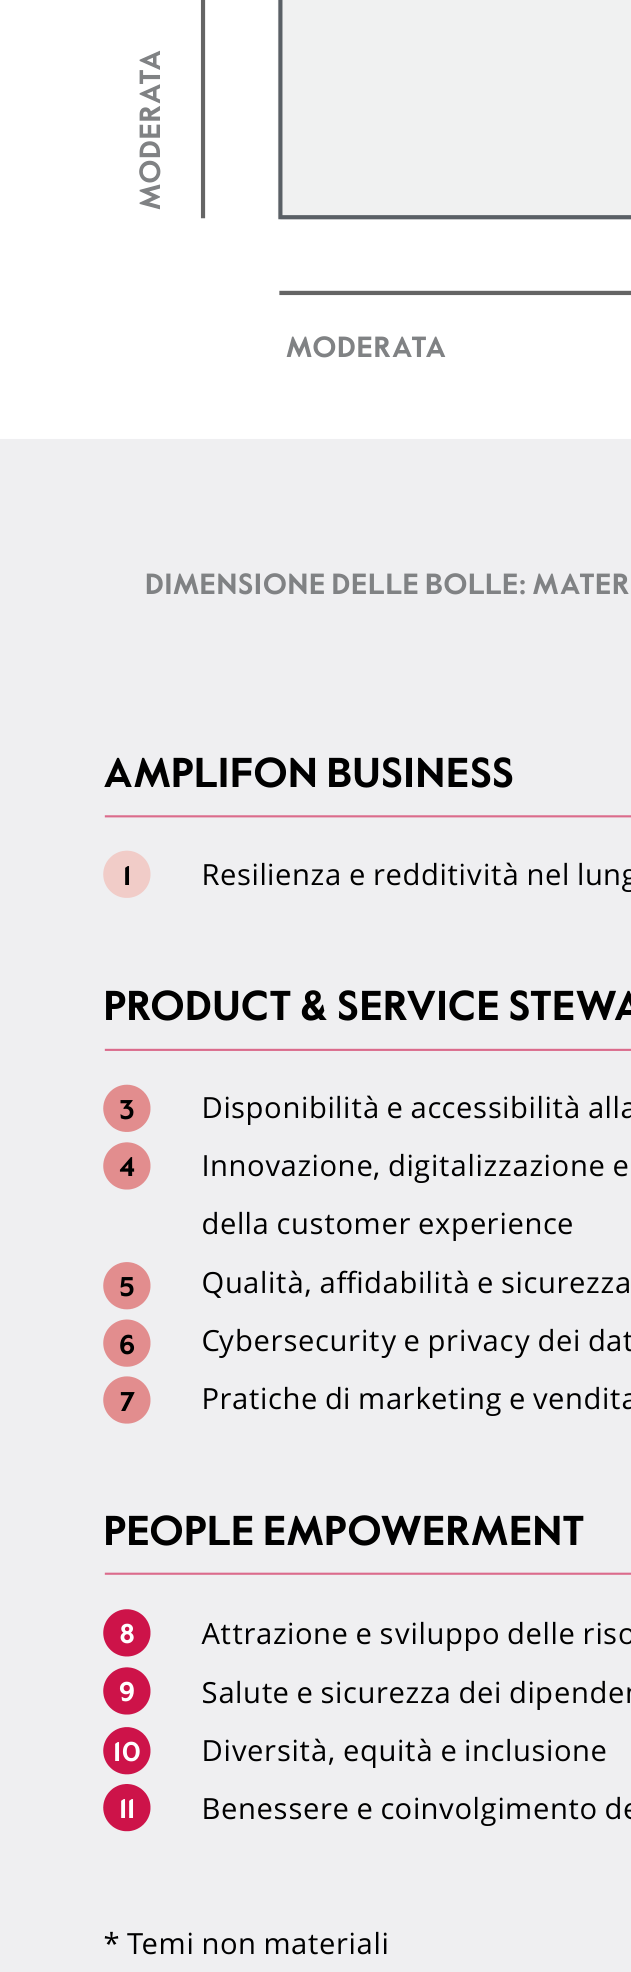 MODERATA
MODERATA
DIMENSIONE DELLE BOLLE: MATER
AMPLIFON BUSINESS
1 Resilienza e redditività nel lung
PRODUCT & SERVICE STEWA
3 Disponibilità e accessibilità alla
4 Innovazione, digitalizzazione e
della customer experience
5 Qualità, affidabilità e sicurezza
6 Cybersecurity e privacy dei dat
7 Pratiche di marketing e vendita
PEOPLE EMPOWERMENT
8 Attrazione e sviluppo delle riso
9 Salute e sicurezza dei dipenden
10 Diversità, equità e inclusione
11 Benessere e coinvolgimento de
* Temi non materiali